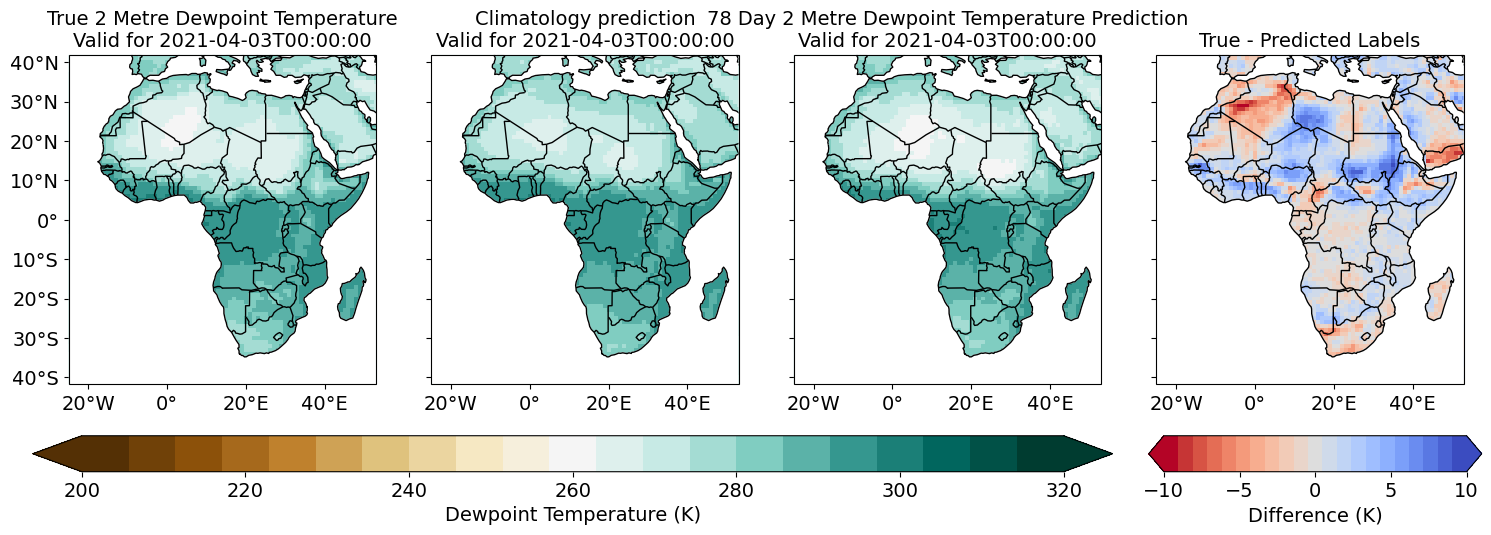 True 2 Metre Dewpoint Temperature
Valid for 2021-04-03T00:00:00
Climatology prediction  78 Day 2 Metre Dewpoint Temperature Prediction
Valid for 2021-04-03T00:00:00
Valid for 2021-04-03T00:00:00
True - Predicted Labels
40°N
30°N
20°N
10°N
0°
10°S
20°S
30°S
40°S
20°W 0° 20°E 40°E
20°W 0° 20°E 40°E
20°W 0° 20°E 40°E
20°W 0° 20°E 40°E
200 220 240 260 280 300 320
Dewpoint Temperature (K)
−10 −5 0 5 10
Difference (K)